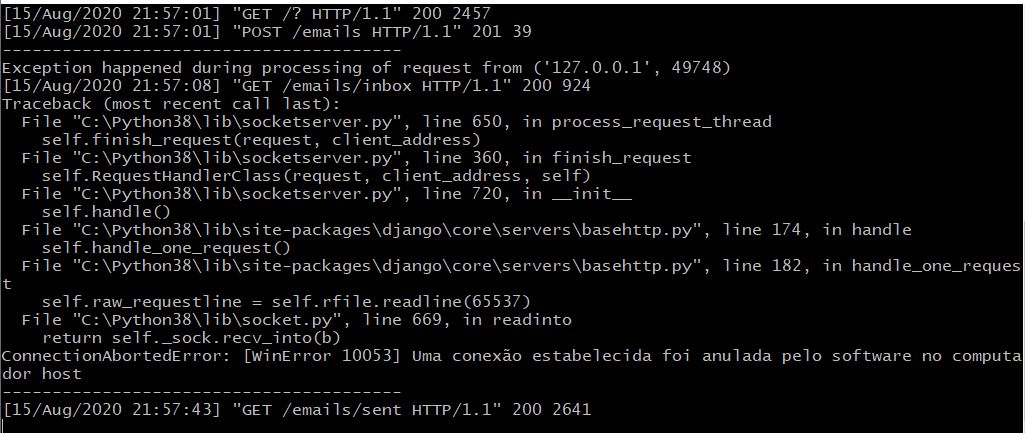 [15/Aug/2020 21:57:01] "GET /? HTTP/1.1" 200 2457
[15/Aug/2020 21:57:01] "POST /emails HTTP/1.1" 201 39
----------------------------------------
Exception happened during processing of request from ('127.0.0.1', 49748)
[15/Aug/2020 21:57:08] "GET /emails/inbox HTTP/1.1" 200 924
Traceback (most recent call last):
  File "C:\Python38\lib\socketserver.py", line 650, in process_request_thread
    self.finish_request(request, client_address)
  File "C:\Python38\lib\socketserver.py", line 360, in finish_request
    self.RequestHandlerClass(request, client_address, self)
  File "C:\Python38\lib\socketserver.py", line 720, in __init__
    self.handle()
  File "C:\Python38\lib\site-packages\django\core\servers\basehttp.py", line 174, in handle
    self.handle_one_request()
  File "C:\Python38\lib\site-packages\django\core\servers\basehttp.py", line 182, in handle_one_reques
t
    self.raw_requestline = self.rfile.readline(65537)
  File "C:\Python38\lib\socket.py", line 669, in readinto
    return self._sock.recv_into(b)
ConnectionAbortedError: [WinError 10053] Uma conexão estabelecida foi anulada pelo software no computa
dor host
----------------------------------------
[15/Aug/2020 21:57:43] "GET /emails/sent HTTP/1.1" 200 2641